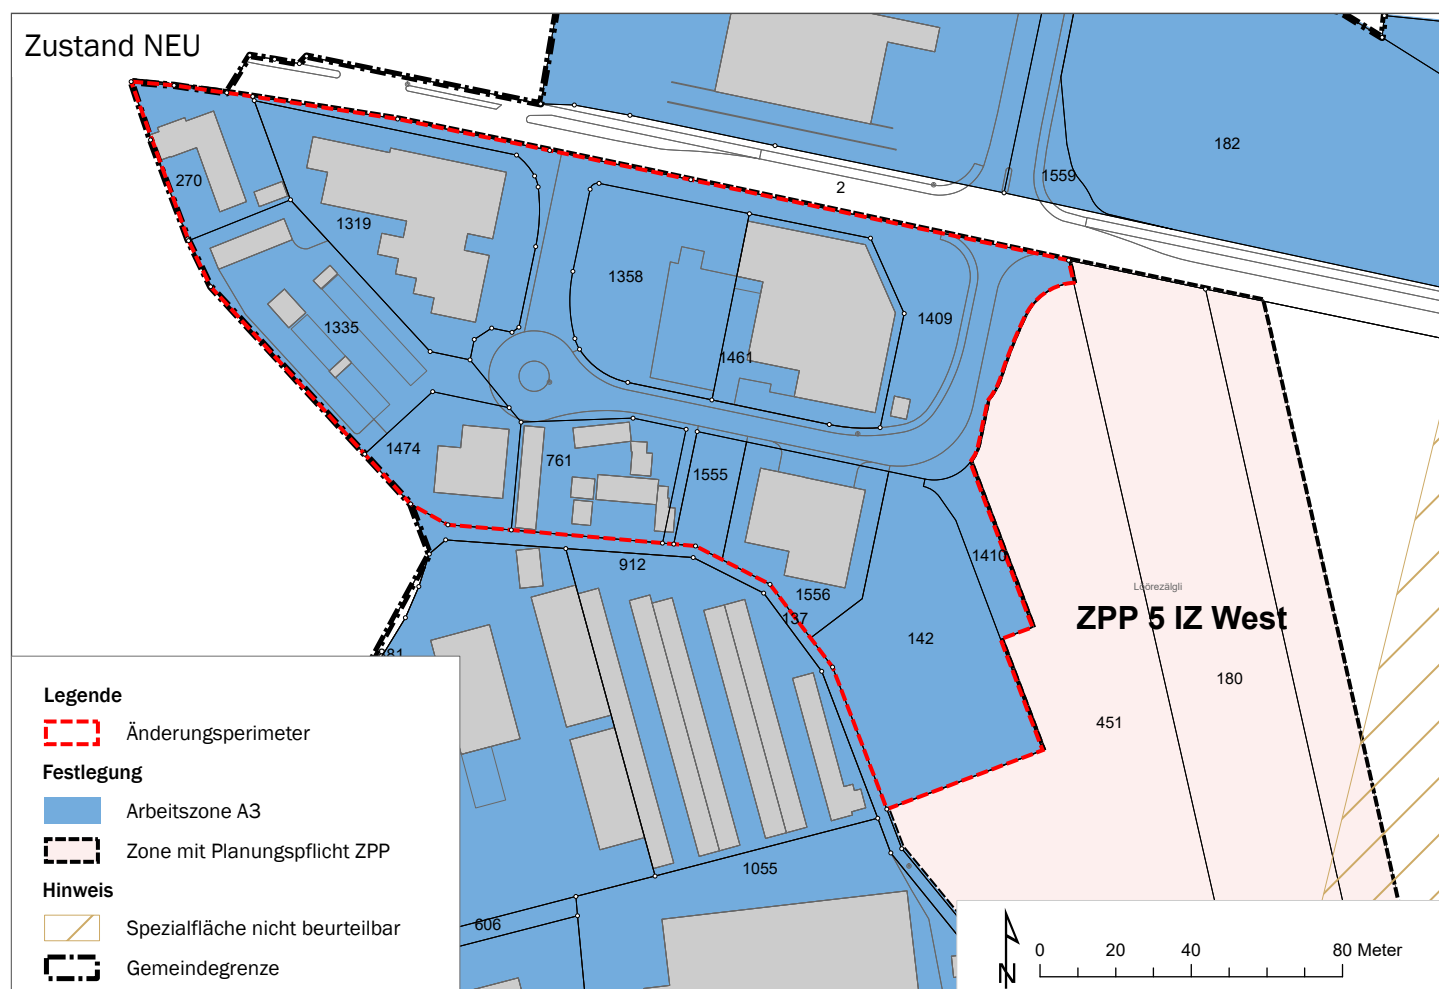 Zustand NEU
182
2
1559
270
1319
1358
1409
1335
1461
1474
761
1555
1410
912
1556
137
142
Loörezälgli
ZPP 5 IZ West
180
451
1055
606
Legende
Änderungsperimeter
Festlegung
Arbeitszone A3
Zone mit Planungspflicht ZPP
Hinweis
Spezialfläche nicht beurteilbar
Gemeindegrenze
N
0 20 40 80 Meter